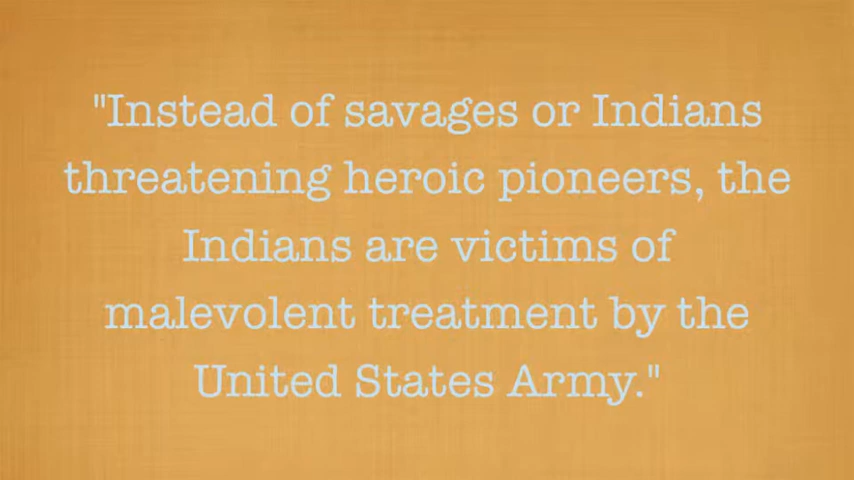 "Instead of savages or Indians
threatening heroic pioneers, the
Indians are victims of
malevolent treatment by the
United States Army."